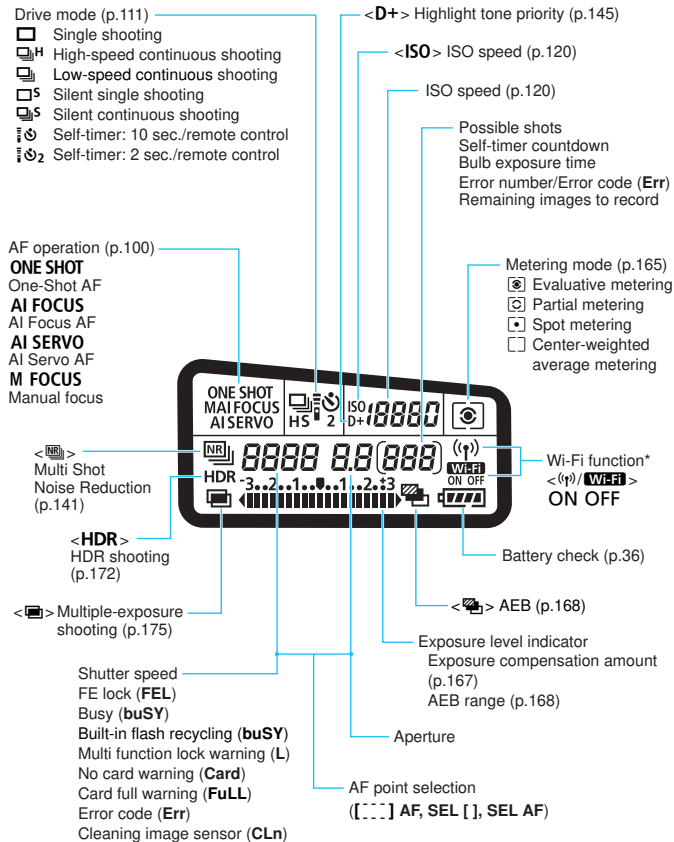 Drive mode (p.111)
Single shooting
H High-speed continuous shooting
Low-speed continuous shooting
S Silent single shooting
S Silent continuous shooting
Self-timer: 10 sec./remote control
2 Self-timer: 2 sec./remote control
<D+> Highlight tone priority (p.145)
<ISO> ISO speed (p.120)
ISO speed (p.120)
Possible shots
Self-timer countdown
Bulb exposure time
Error number/Error code (Err)
Remaining images to record
AF operation (p.100)
ONE SHOT
One-Shot AF
AI FOCUS
AI Focus AF
AI SERVO
AI Servo AF
M FOCUS
Manual focus
Metering mode (p.165)
Evaluative metering
Partial metering
Spot metering
Center-weighted
average metering
ONE SHOT
MAI FOCUS
AI SERVO
HS 2
ISO
D+
18880
NR
8888 8.8 [888]
Wi-Fi
ON OFF
HDR
-3..2..1..0..1..2.+3
<NR>
Multi Shot
Noise Reduction
(p.141)
<HDR>
HDR shooting
(p.172)
Wi-Fi function*
< / Wi-Fi >
ON OFF
Battery check (p.36)
< > Multiple-exposure
shooting (p.175)
< > AEB (p.168)
Exposure level indicator
Exposure compensation amount
(p.167)
AEB range (p.168)
Shutter speed
FE lock (FEL)
Busy (buSY)
Built-in flash recycling (buSY)
Multi function lock warning (L)
No card warning (Card)
Card full warning (FuLL)
Error code (Err)
Cleaning image sensor (CLn)
Aperture
AF point selection
([---] AF, SEL [ ], SEL AF)